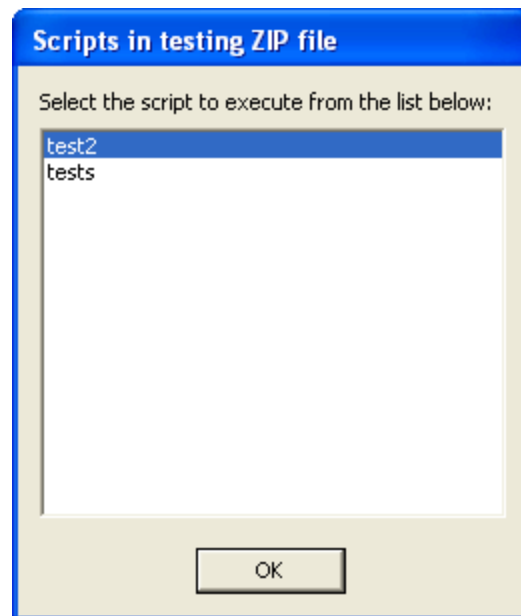 Scripts in testing ZIP file
Select the script to execute from the list below:
test2
tests
OK